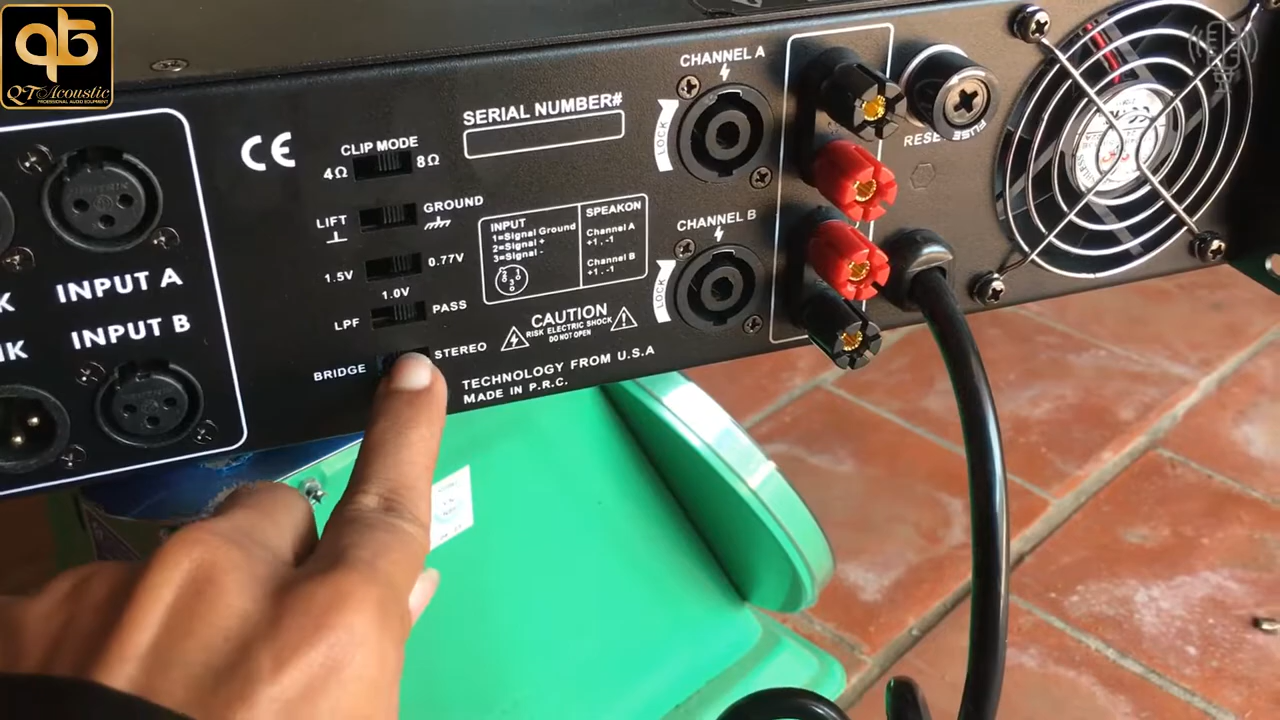 QT Acoustic
PROFESSIONAL AUDIO EQUIPMENT
CE
CLIP MODE
4Ω
8Ω
LIFT
GROUND
1.5V
0.77V
1.0V
LPF
PASS
BRIDGE
STEREO
SERIAL NUMBER#
INPUT
1=Signal Ground
2=Signal +
3=Signal -
SPEAKON
Channel A
+1 . -1
Channel B
+1 . -1
CAUTION
RISK ELECTRIC SHOCK
DO NOT OPEN
TECHNOLOGY FROM U.S.A
MADE IN P.R.C.
CHANNEL A
LOCK
CHANNEL B
LOCK
FUSE
INPUT A
INPUT B
NEUTRIK